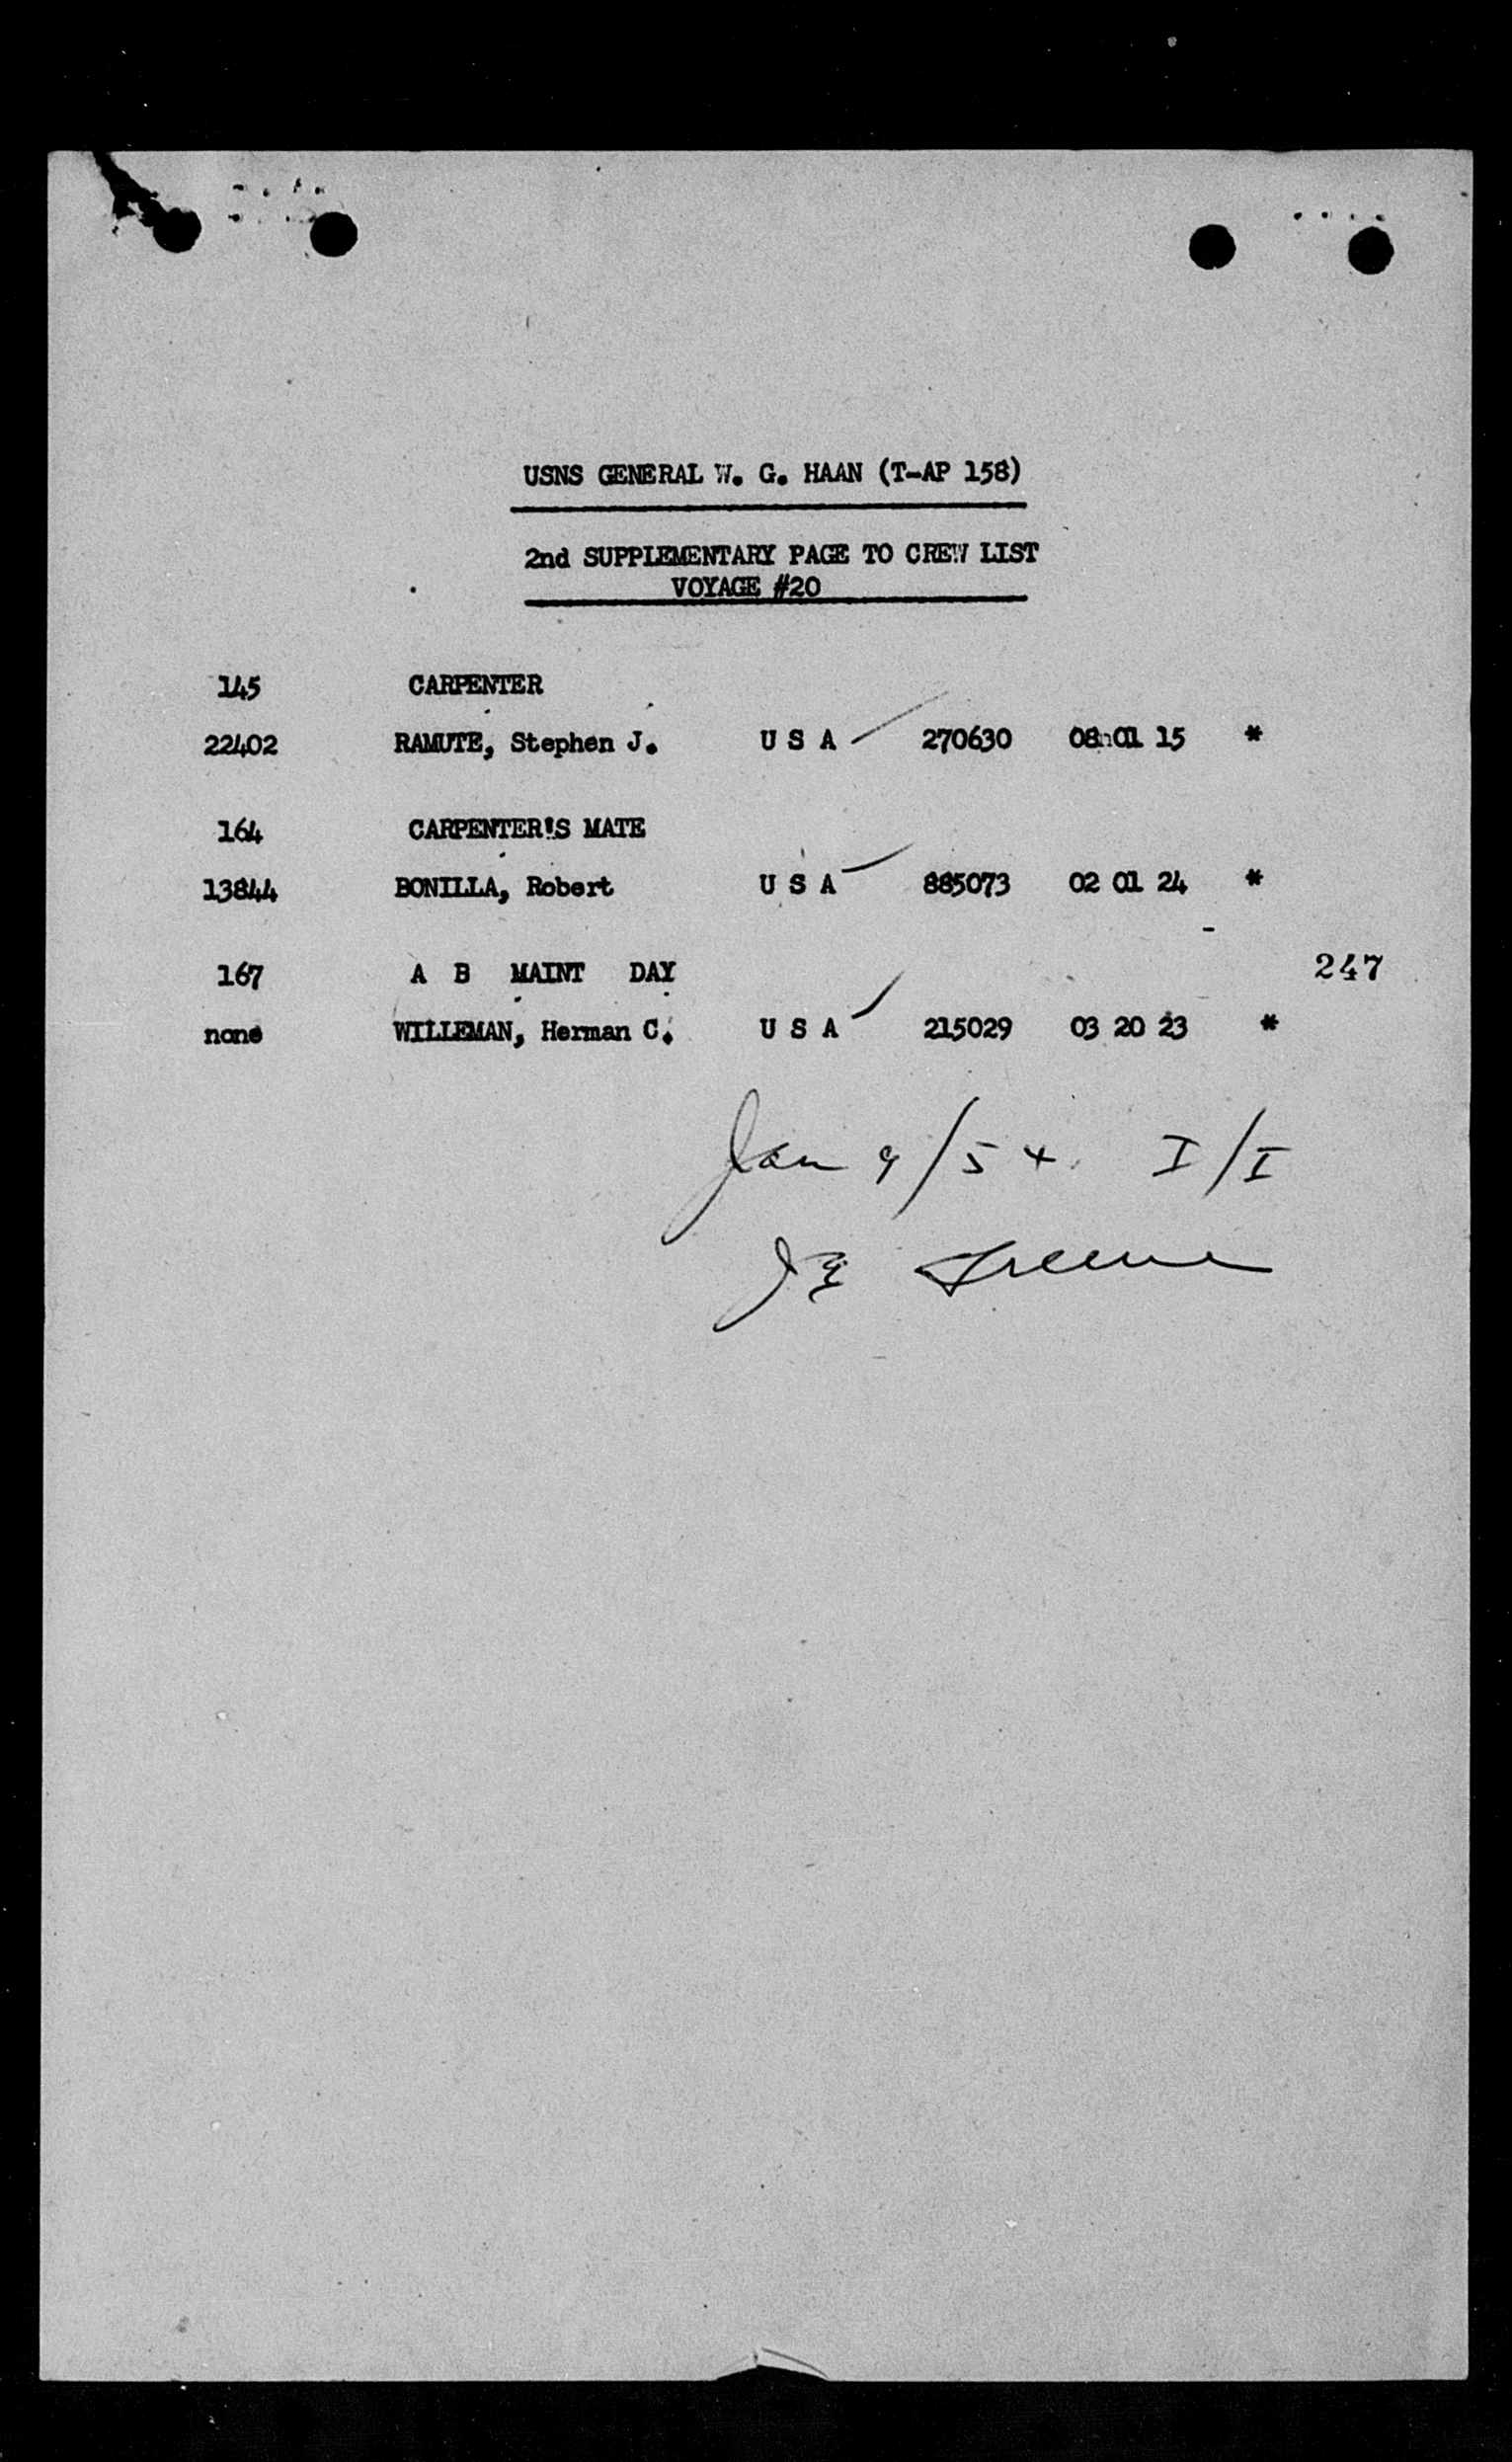 USNS GENERAL W. G. HAAN (T-AP 158)
2nd SUPPLEMENTARY PAGE TO CREW LIST
VOYAGE #20
145 CARPENTER
22402 RAMUTE, Stephen J. U S A 270630 08 01 15 *
164 CARPENTER'S MATE
13844 BONILLA, Robert U S A 885073 02 01 24 *
167 A B MAINT DAY 247
none WILLEMAN, Herman C. U S A 215029 03 20 23 *
Jan 9/54 I/I